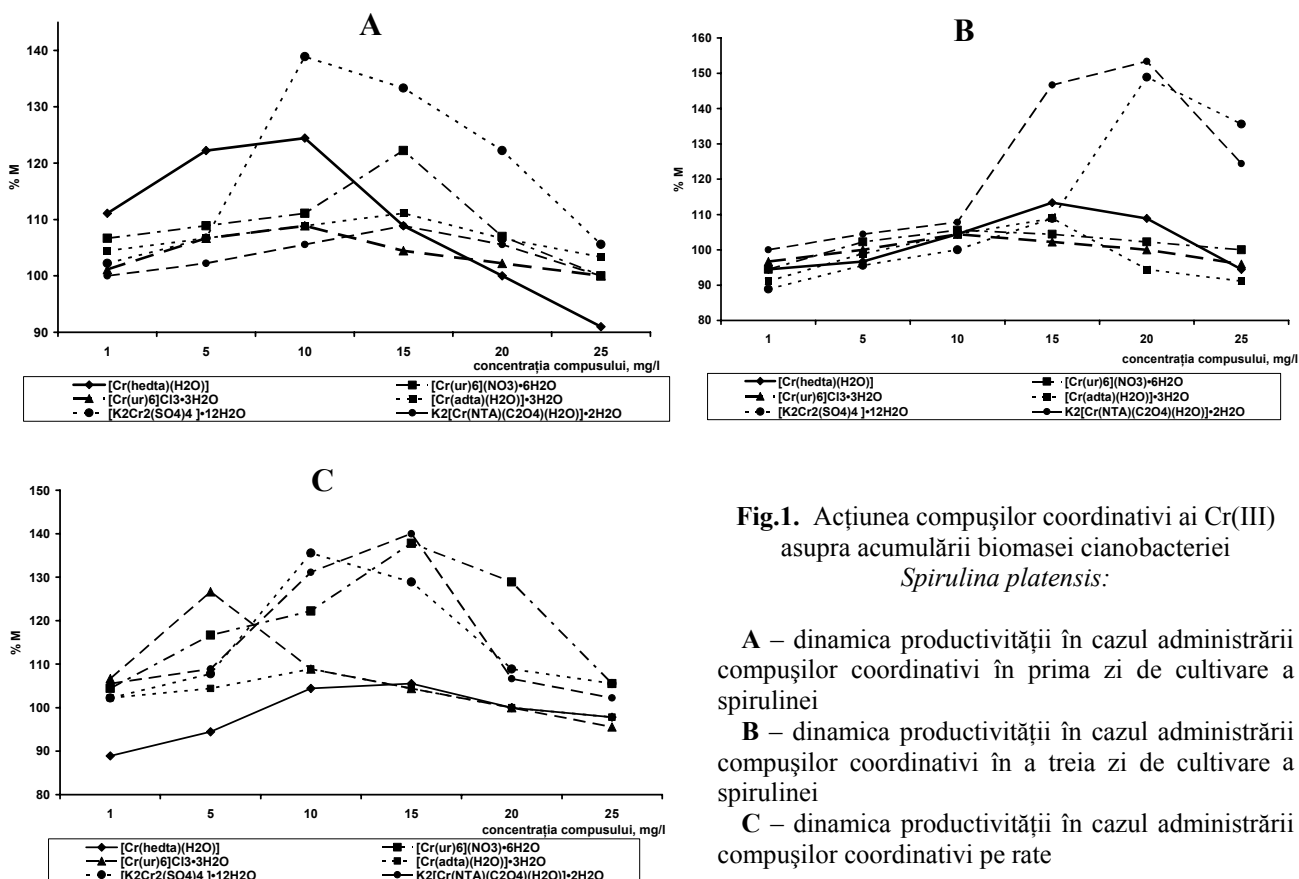 A
% M
140
130
120
110
100
90
1 5 10 15 20 25
concentrația compusului, mg/l
[Cr(hedta)(H2O)] [Cr(ur)6](NO3)•6H2O
[Cr(ur)6]Cl3•3H2O [Cr(adta)(H2O)]•3H2O
[K2Cr2(SO4)4 ]•12H2O K2[Cr(NTA)(C2O4)(H2O)]•2H2O
B
% M
160
150
140
130
120
110
100
90
80
1 5 10 15 20 25
concentrația compusului, mg/l
[Cr(hedta)(H2O)] [Cr(ur)6](NO3)•6H2O
[Cr(ur)6]Cl3•3H2O [Cr(adta)(H2O)]•3H2O
[K2Cr2(SO4)4 ]•12H2O K2[Cr(NTA)(C2O4)(H2O)]•2H2O
C
% M
150
140
130
120
110
100
90
80
1 5 10 15 20 25
concentrația compusului, mg/l
[Cr(hedta)(H2O)] [Cr(ur)6](NO3)•6H2O
[Cr(ur)6]Cl3•3H2O [Cr(adta)(H2O)]•3H2O
[K2Cr2(SO4)4 ]•12H2O K2[Cr(NTA)(C2O4)(H2O)]•2H2O
Fig.1. Acțiunea compușilor coordinativi ai Cr(III)
asupra acumulării biomasei cianobacteriei
Spirulina platensis:
A – dinamica productivității în cazul administrării
compușilor coordinativi în prima zi de cultivare a
spirulinei
B – dinamica productivității în cazul administrării
compușilor coordinativi în a treia zi de cultivare a
spirulinei
C – dinamica productivității în cazul administrării
compușilor coordinativi pe rate